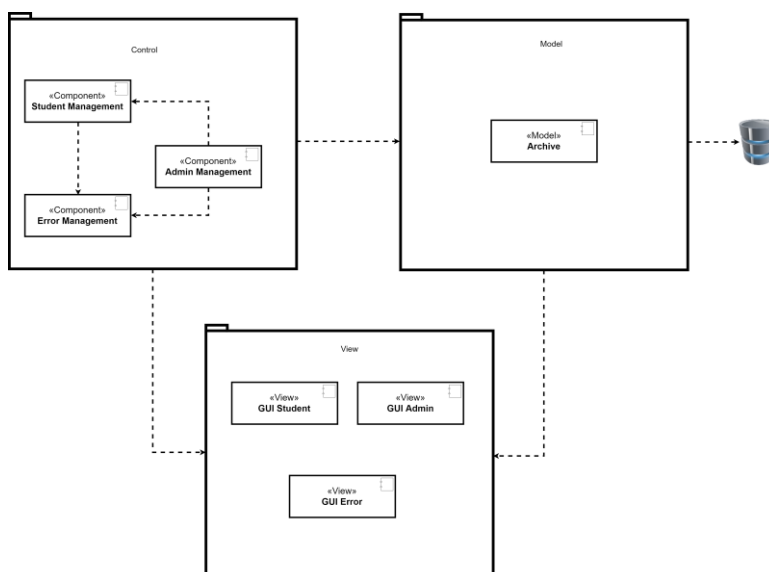 Control
«Component»
Student Management
«Component»
Admin Management
«Component»
Error Management
Model
«Model»
Archive
View
«View»
GUI Student
«View»
GUI Admin
«View»
GUI Error